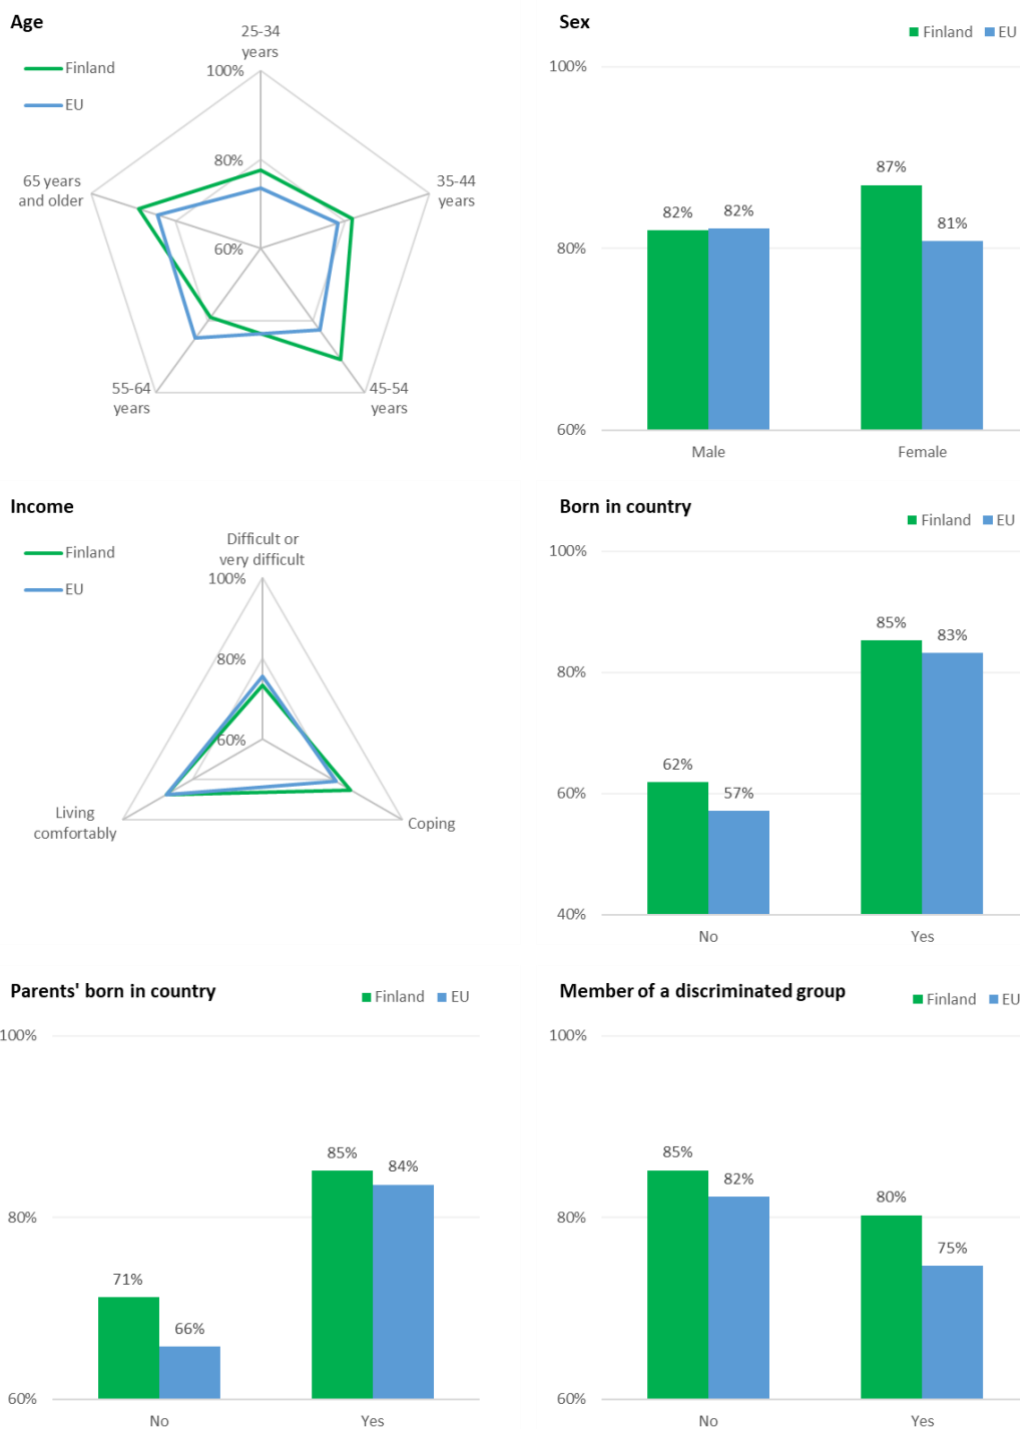 Age
Finland
EU
25-34
years
100%
80%
60%
65 years
and older
35-44
years
55-64
years
45-54
years
Sex
Finland EU
100%
80%
60%
82% 82%
87%
81%
Male Female
Income
Finland
EU
Difficult or
very difficult
100%
80%
60%
Living
comfortably
Coping
Born in country
Finland EU
100%
80%
60%
40%
62%
57%
85%
83%
No Yes
Parents' born in country
Finland EU
100%
80%
60%
71%
66%
85%
84%
No Yes
Member of a discriminated group
Finland EU
100%
80%
60%
85%
82%
80%
75%
No Yes